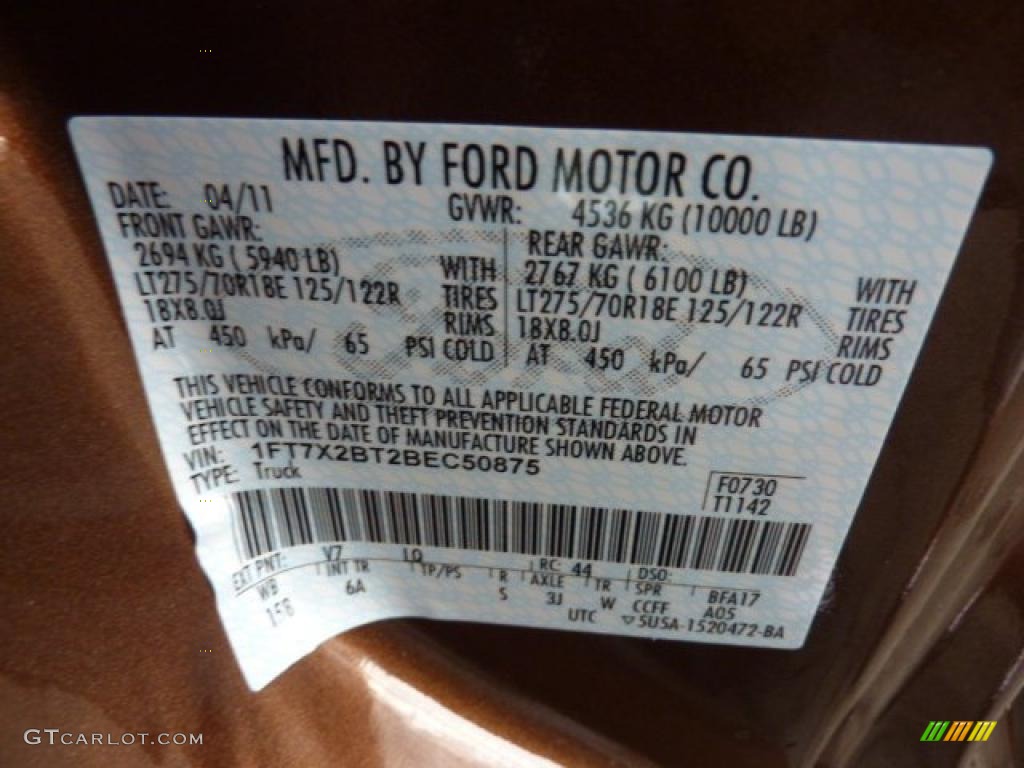 MFD. BY FORD MOTOR CO.
DATE: 04/11 GVWR: 4536 KG (10000 LB)
FRONT GAWR: REAR GAWR:
2694 KG ( 5940 LB) WITH 2767 KG ( 6100 LB) WITH
LT275/70R18E 125/122R TIRES LT275/70R18E 125/122R TIRES
18X8.0J RIMS 18X8.0J RIMS
AT 450 kPa/ 65 PSI COLD AT 450 kPa/ 65 PSI COLD
THIS VEHICLE CONFORMS TO ALL APPLICABLE FEDERAL MOTOR
VEHICLE SAFETY AND THEFT PREVENTION STANDARDS IN
EFFECT ON THE DATE OF MANUFACTURE SHOWN ABOVE.
VIN: 1FT7X2BT2BEC50875
TYPE: Truck
F0730
T1142
EXT PNT: V7 LQ RC: 44 DSO:
WB INT TR TP/PS R AXLE TR SPR BFA17
158 6A S 3J W CCFF A05
UTC ▽5U5A-1520472-BA
GTCARLOT.COM